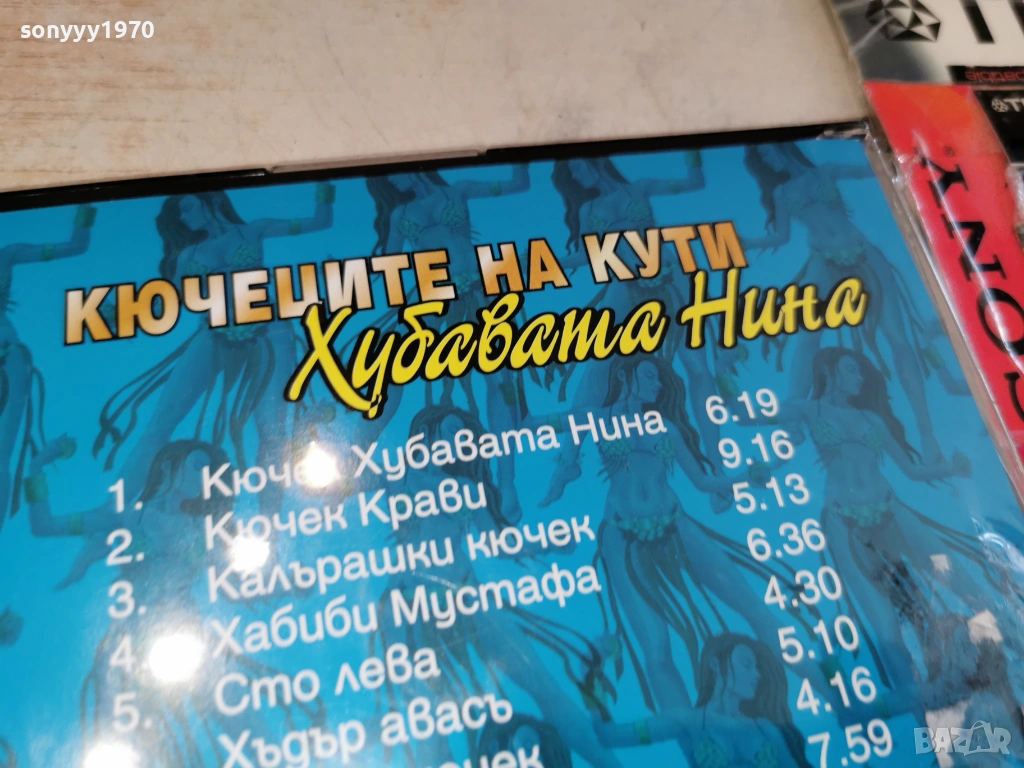 sonyyy1970
КЮЧЕЦИТЕ НА КУТИ
Хубавата Нина
1. Кючек Хубавата Нина 6.19
2. Кючек Крави 9.16
3. Калърашки кючек 5.13
4. Хабиби Мустафа 6.36
5. Сто лева 4.30
Хъдър авасъ 5.10
4.16
7.59
SONY
BAZAR